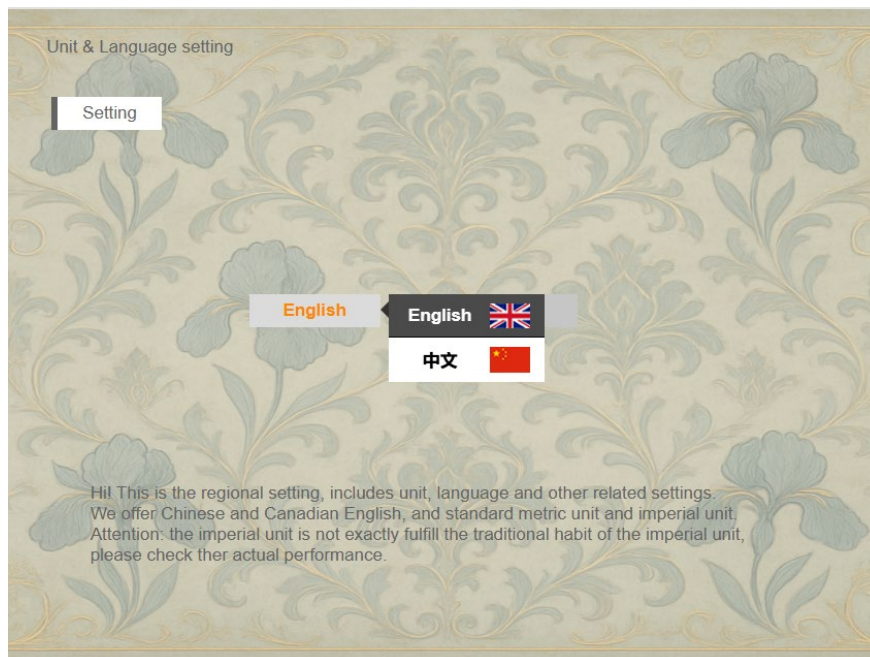 Unit & Language setting
Setting
English
English
中文
Hi! This is the regional setting, includes unit, language and other related settings.
We offer Chinese and Canadian English, and standard metric unit and imperial unit.
Attention: the imperial unit is not exactly fulfill the traditional habit of the imperial unit,
please check ther actual performance.